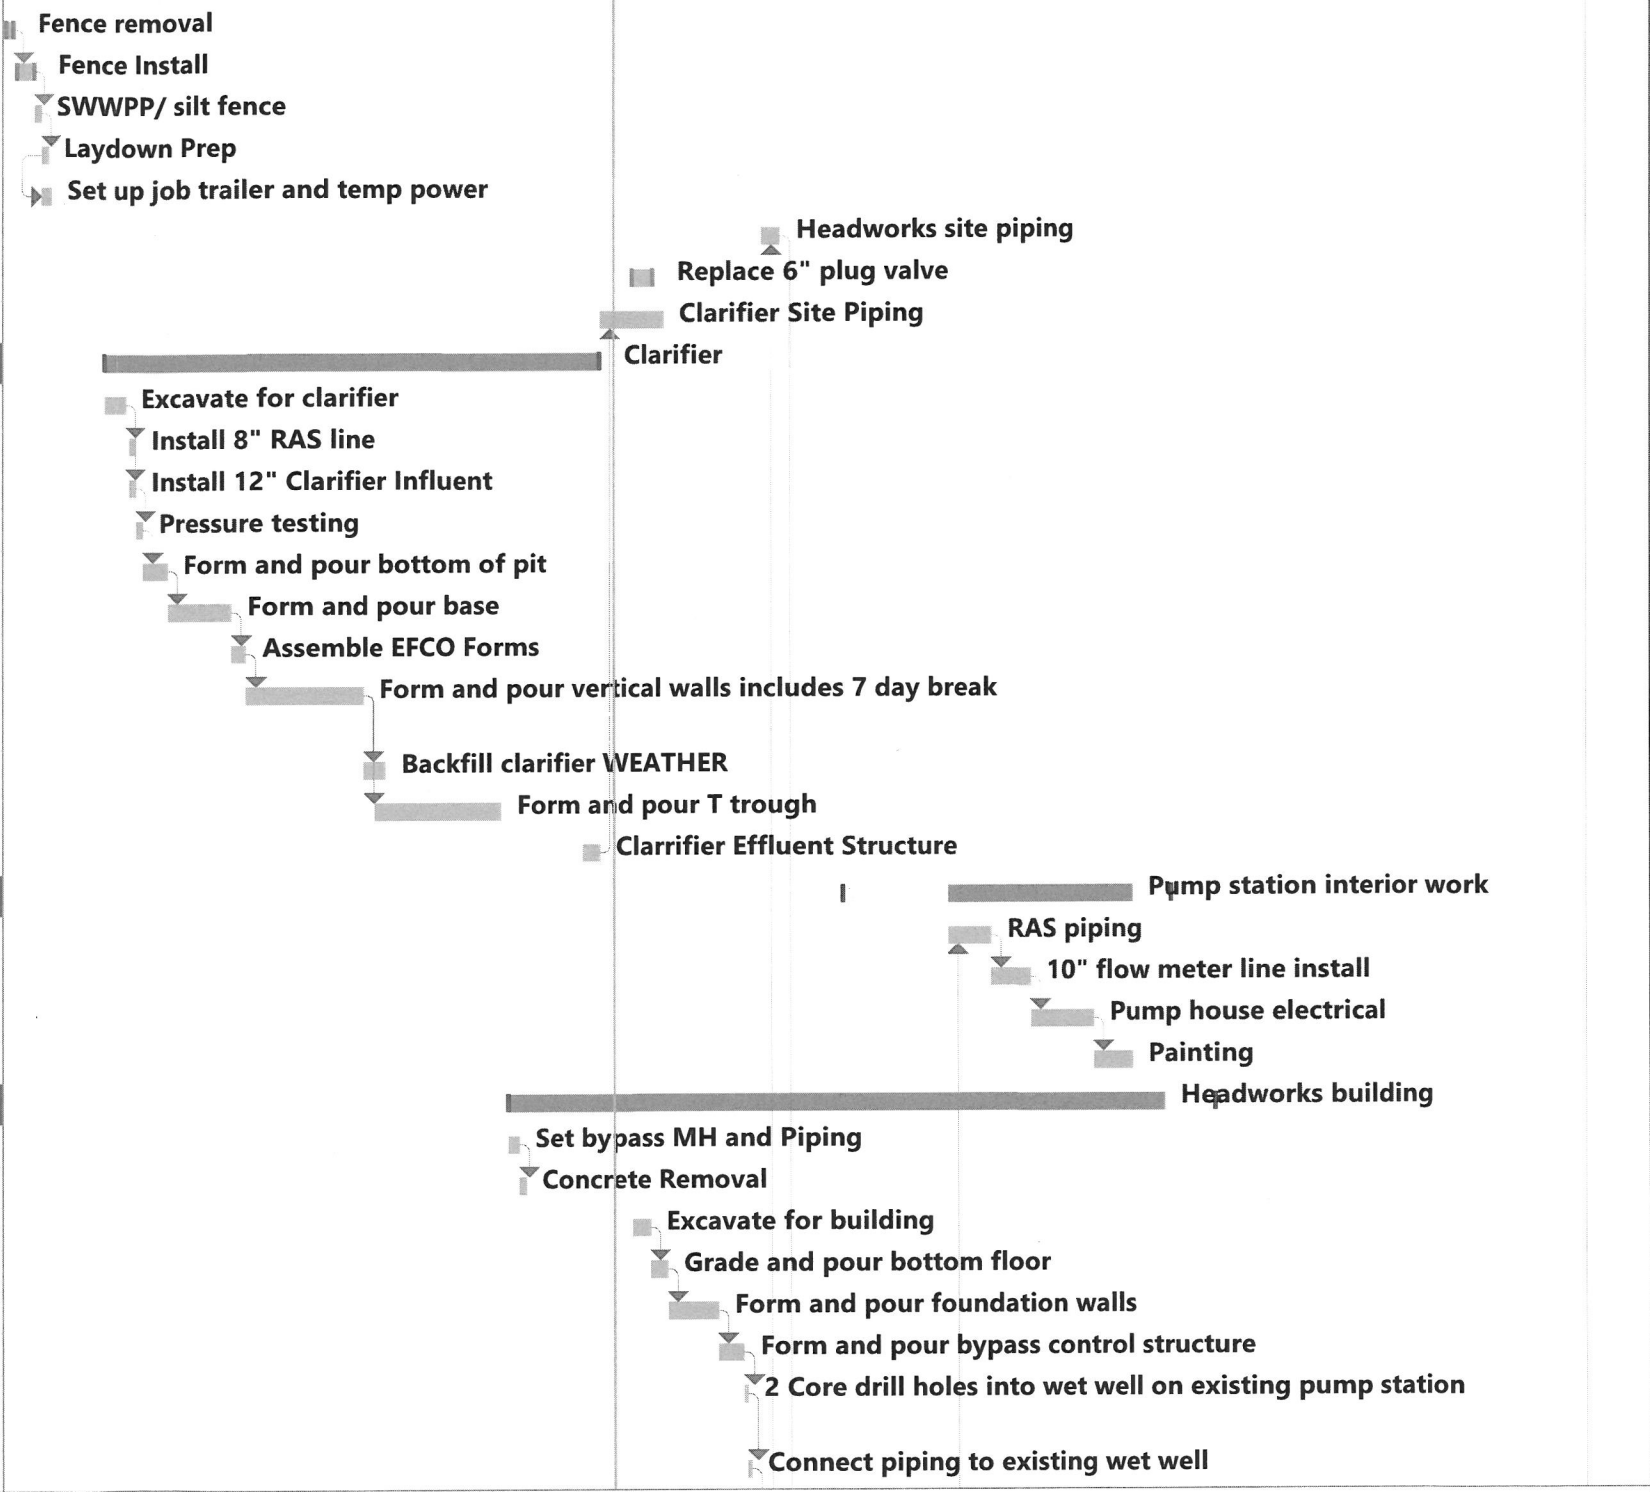 Fence removal
Fence Install
SWWPP/ silt fence
Laydown Prep
Set up job trailer and temp power
Headworks site piping
Replace 6" plug valve
Clarifier Site Piping
Clarifier
Excavate for clarifier
Install 8" RAS line
Install 12" Clarifier Influent
Pressure testing
Form and pour bottom of pit
Form and pour base
Assemble EFCO Forms
Form and pour vertical walls includes 7 day break
Backfill clarifier WEATHER
Form and pour T trough
Clarrifier Effluent Structure
Pump station interior work
RAS piping
10" flow meter line install
Pump house electrical
Painting
Headworks building
Set bypass MH and Piping
Concrete Removal
Excavate for building
Grade and pour bottom floor
Form and pour foundation walls
Form and pour bypass control structure
2 Core drill holes into wet well on existing pump station
Connect piping to existing wet well